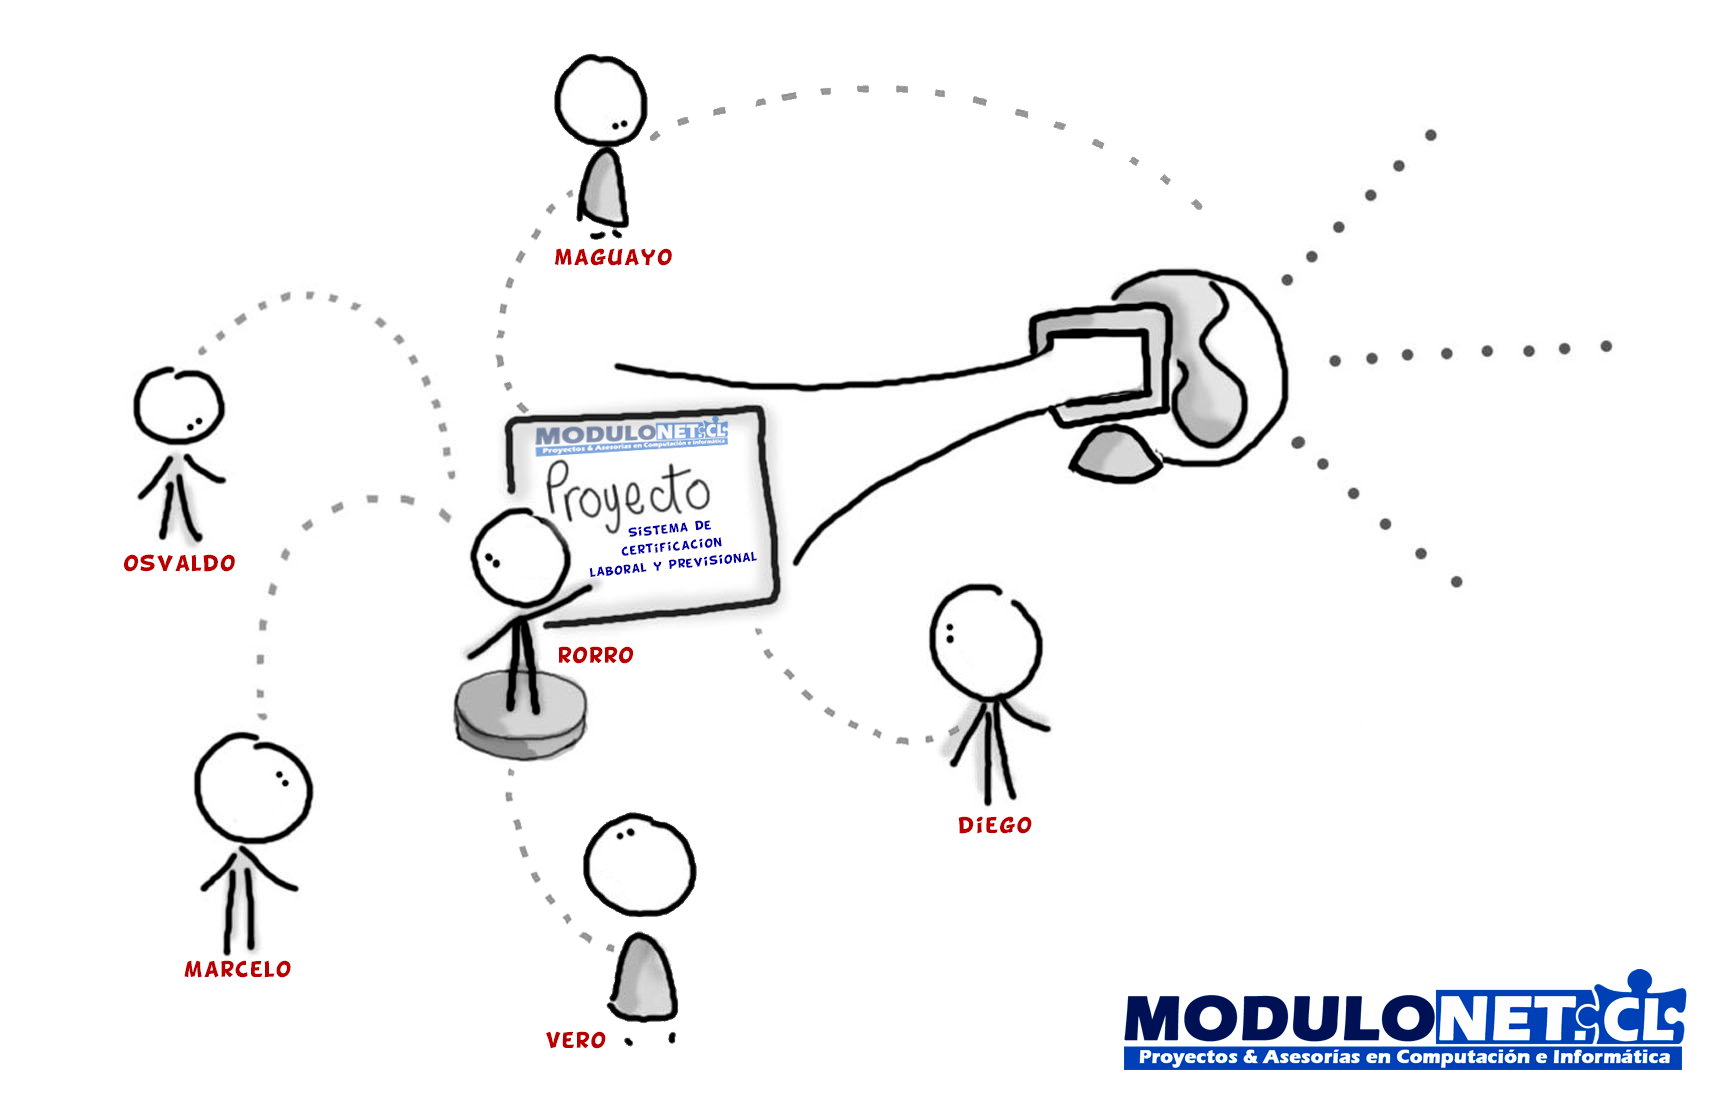 MAGUAYO
MODULONET.CL
Proyectos & Asesorías en Computación e Informática
Proyecto
SISTEMA DE
CERTIFICACION
LABORAL Y PREVISIONAL
OSVALDO
RORRO
DIEGO
MARCELO
VERO
MODULONET.CL
Proyectos & Asesorías en Computación e Informática